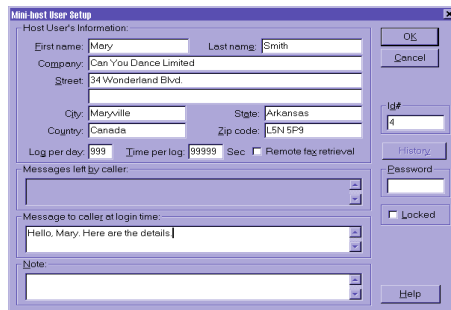 Mini-host User Setup
Host User's Information:
First name: Mary Last name: Smith
Company: Can You Dance Limited
Street: 34 Wonderland Blvd.
City: Maryville State: Arkansas
Country: Canada Zip code: L5N 5P9
Log per day: 999 Time per log: 99999 Sec Remote fax retrieval
Messages left by caller:
Message to caller at login time:
Hello, Mary. Here are the details.
Note:
OK
Cancel
Id#
4
History
Password
Locked
Help